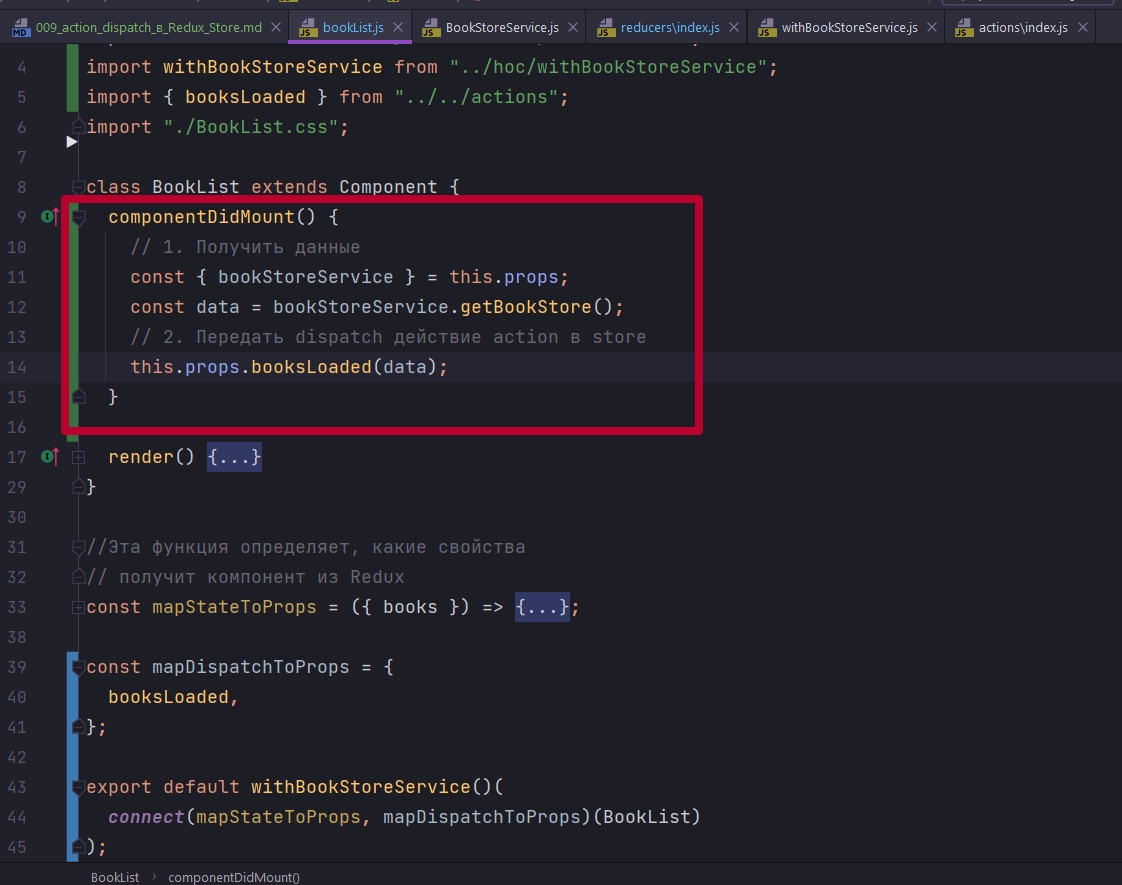 009_action_dispatch_в_Redux_Store.md
bookList.js
BookStoreService.js
reducers\index.js
withBookStoreService.js
actions\index.js
4 import withBookStoreService from "../hoc/withBookStoreService";
5 import { booksLoaded } from "../../actions";
6 import "./BookList.css";
7
8 class BookList extends Component {
9 componentDidMount() {
10 // 1. Получить данные
11 const { bookStoreService } = this.props;
12 const data = bookStoreService.getBookStore();
13 // 2. Передать dispatch действие action в store
14 this.props.booksLoaded(data);
15 }
16
17 render() {...}
29 }
30
31 //Эта функция определяет, какие свойства
32 // получит компонент из Redux
33 const mapStateToProps = ({ books }) => {...};
38
39 const mapDispatchToProps = {
40 booksLoaded,
41 };
42
43 export default withBookStoreService()(
44 connect(mapStateToProps, mapDispatchToProps)(BookList)
45 );
BookList › componentDidMount()